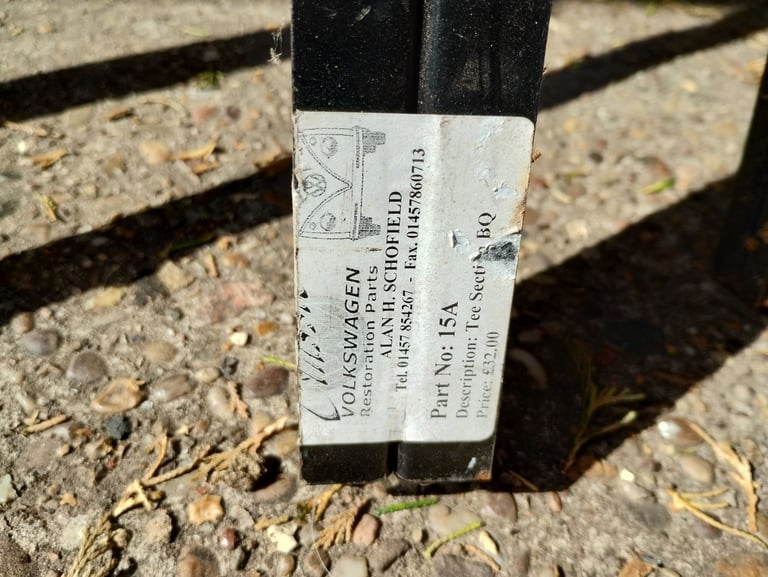 VOLKSWAGEN
Restoration Parts
ALAN H. SCHOFIELD
Tel. 01457 854267 - Fax. 01457860713
Part No: 15A
Description: Tee Section BQ
Price: £32.00